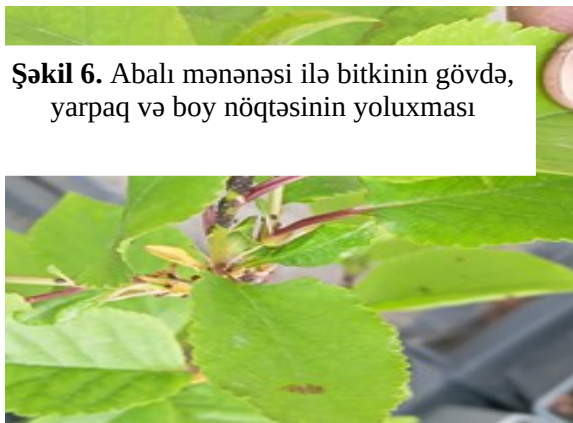 Şəkil 6. Abalı mənənəsi ilə bitkinin gövdə,
yarpaq və boy nöqtəsinin yoluxması